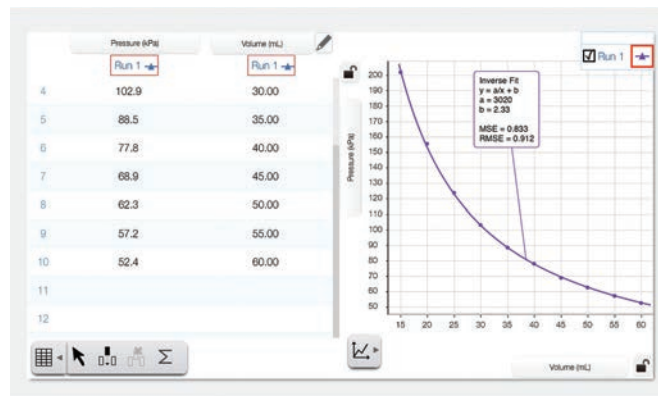 Pressure (kPa) Volume (mL)
Run 1 Run 1
4 102.9 30.00
5 88.5 35.00
6 77.8 40.00
7 68.9 45.00
8 62.3 50.00
9 57.2 55.00
10 52.4 60.00
11
12
0.0
Σ
Run 1
Inverse Fit
y = a/x + b
a = 3020
b = 2.33
MSE = 0.833
RMSE = 0.912
Pressure (kPa)
200
190
180
170
160
150
140
130
120
110
100
90
80
70
60
50
15 20 25 30 35 40 45 50 55 60
Volume (mL)